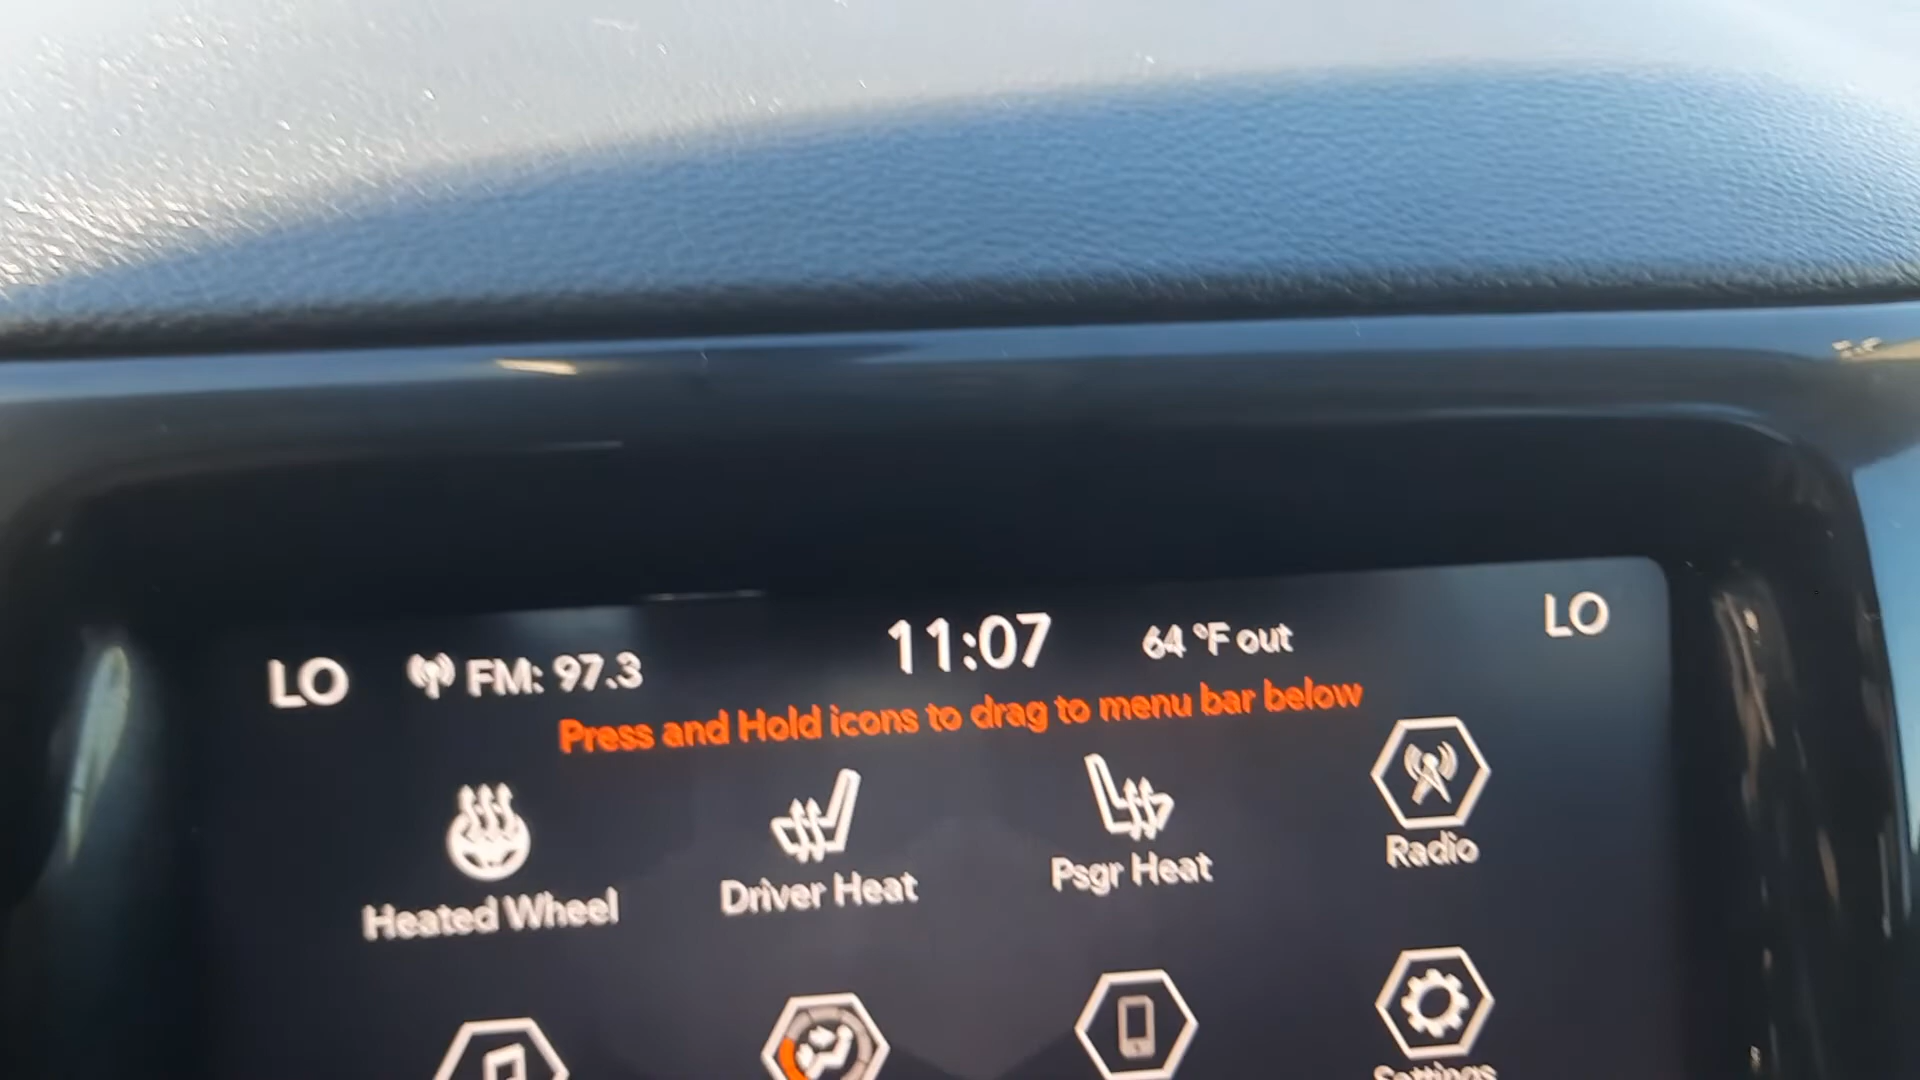 LO FM: 97.3 11:07 64 °F out LO
Press and Hold icons to drag to menu bar below
Heated Wheel Driver Heat Psgr Heat Radio
Settings